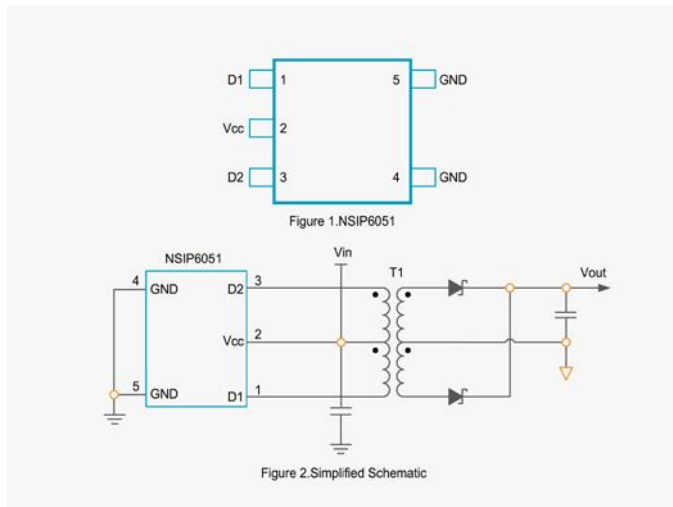 D1 1 5 GND
Vcc 2
D2 3 4 GND
Figure 1.NSIP6051
NSIP6051 Vin
4 GND D2 3 T1 Vout
Vcc 2
5 GND D1 1
Figure 2.Simplified Schematic